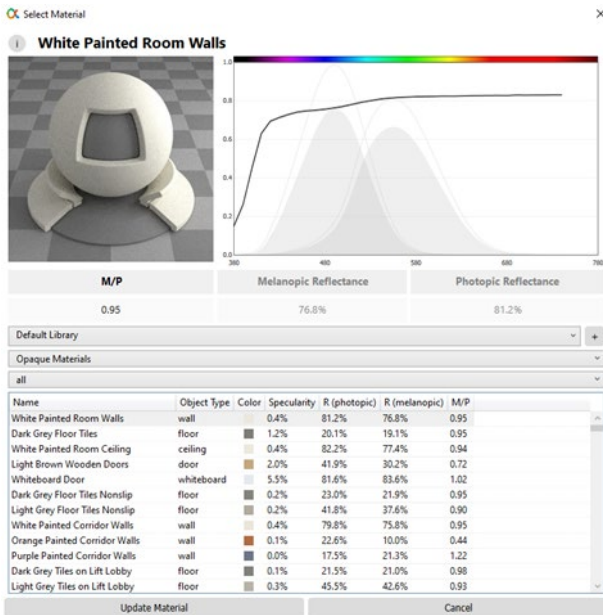 Select Material
i White Painted Room Walls
1.0
0.8
0.6
0.4
0.2
0.0
380 480 580 680 780
M/P Melanopic Reflectance Photopic Reflectance
0.95 76.8% 81.2%
Default Library
+
Opaque Materials
all
Name Object Type Color Specularity R (photopic) R (melanopic) M/P
White Painted Room Walls wall 0.4% 81.2% 76.8% 0.95
Dark Grey Floor Tiles floor 1.2% 20.1% 19.1% 0.95
White Painted Room Ceiling ceiling 0.4% 82.2% 77.4% 0.94
Light Brown Wooden Doors door 2.0% 41.9% 30.2% 0.72
Whiteboard Door whiteboard 5.5% 81.6% 83.6% 1.02
Dark Grey Floor Tiles Nonslip floor 0.2% 23.0% 21.9% 0.95
Light Grey Floor Tiles Nonslip floor 0.2% 41.8% 37.6% 0.90
White Painted Corridor Walls wall 0.4% 79.8% 75.8% 0.95
Orange Painted Corridor Walls wall 0.1% 22.6% 10.0% 0.44
Purple Painted Corridor Walls wall 0.0% 17.5% 21.3% 1.22
Dark Grey Tiles on Lift Lobby floor 0.1% 21.5% 21.0% 0.98
Light Grey Tiles on Lift Lobby floor 0.3% 45.5% 42.6% 0.93
Update Material Cancel